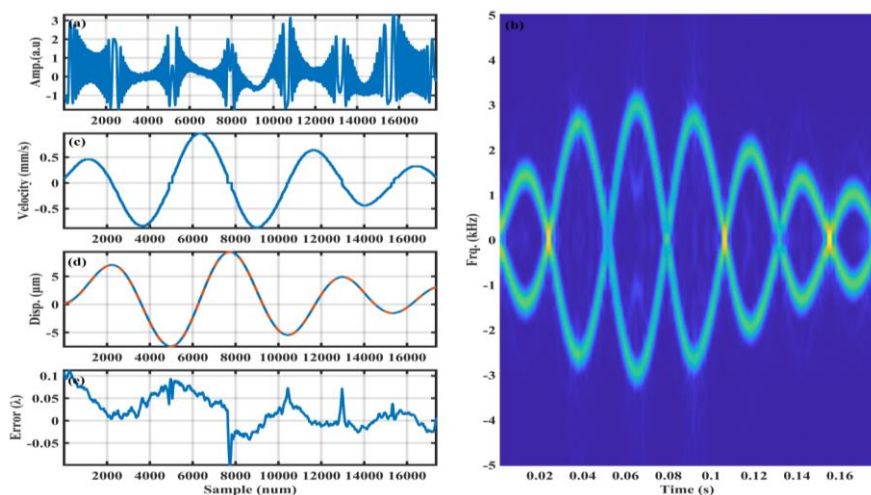 (a)
Amp.(a.u)
3
2
1
0
-1
2000 4000 6000 8000 10000 12000 14000 16000
(c)
Velocity (mm/s)
0.5
0
-0.5
2000 4000 6000 8000 10000 12000 14000 16000
(d)
Disp. (μm)
5
0
-5
2000 4000 6000 8000 10000 12000 14000 16000
(e)
Error (λ)
0.1
0.05
0
-0.05
2000 4000 6000 8000 10000 12000 14000 16000
Sample (num)
(b)
Frq. (kHz)
5
4
3
2
1
0
-1
-2
-3
-4
-5
0.02 0.04 0.06 0.08 0.1 0.12 0.14 0.16
Time (s)